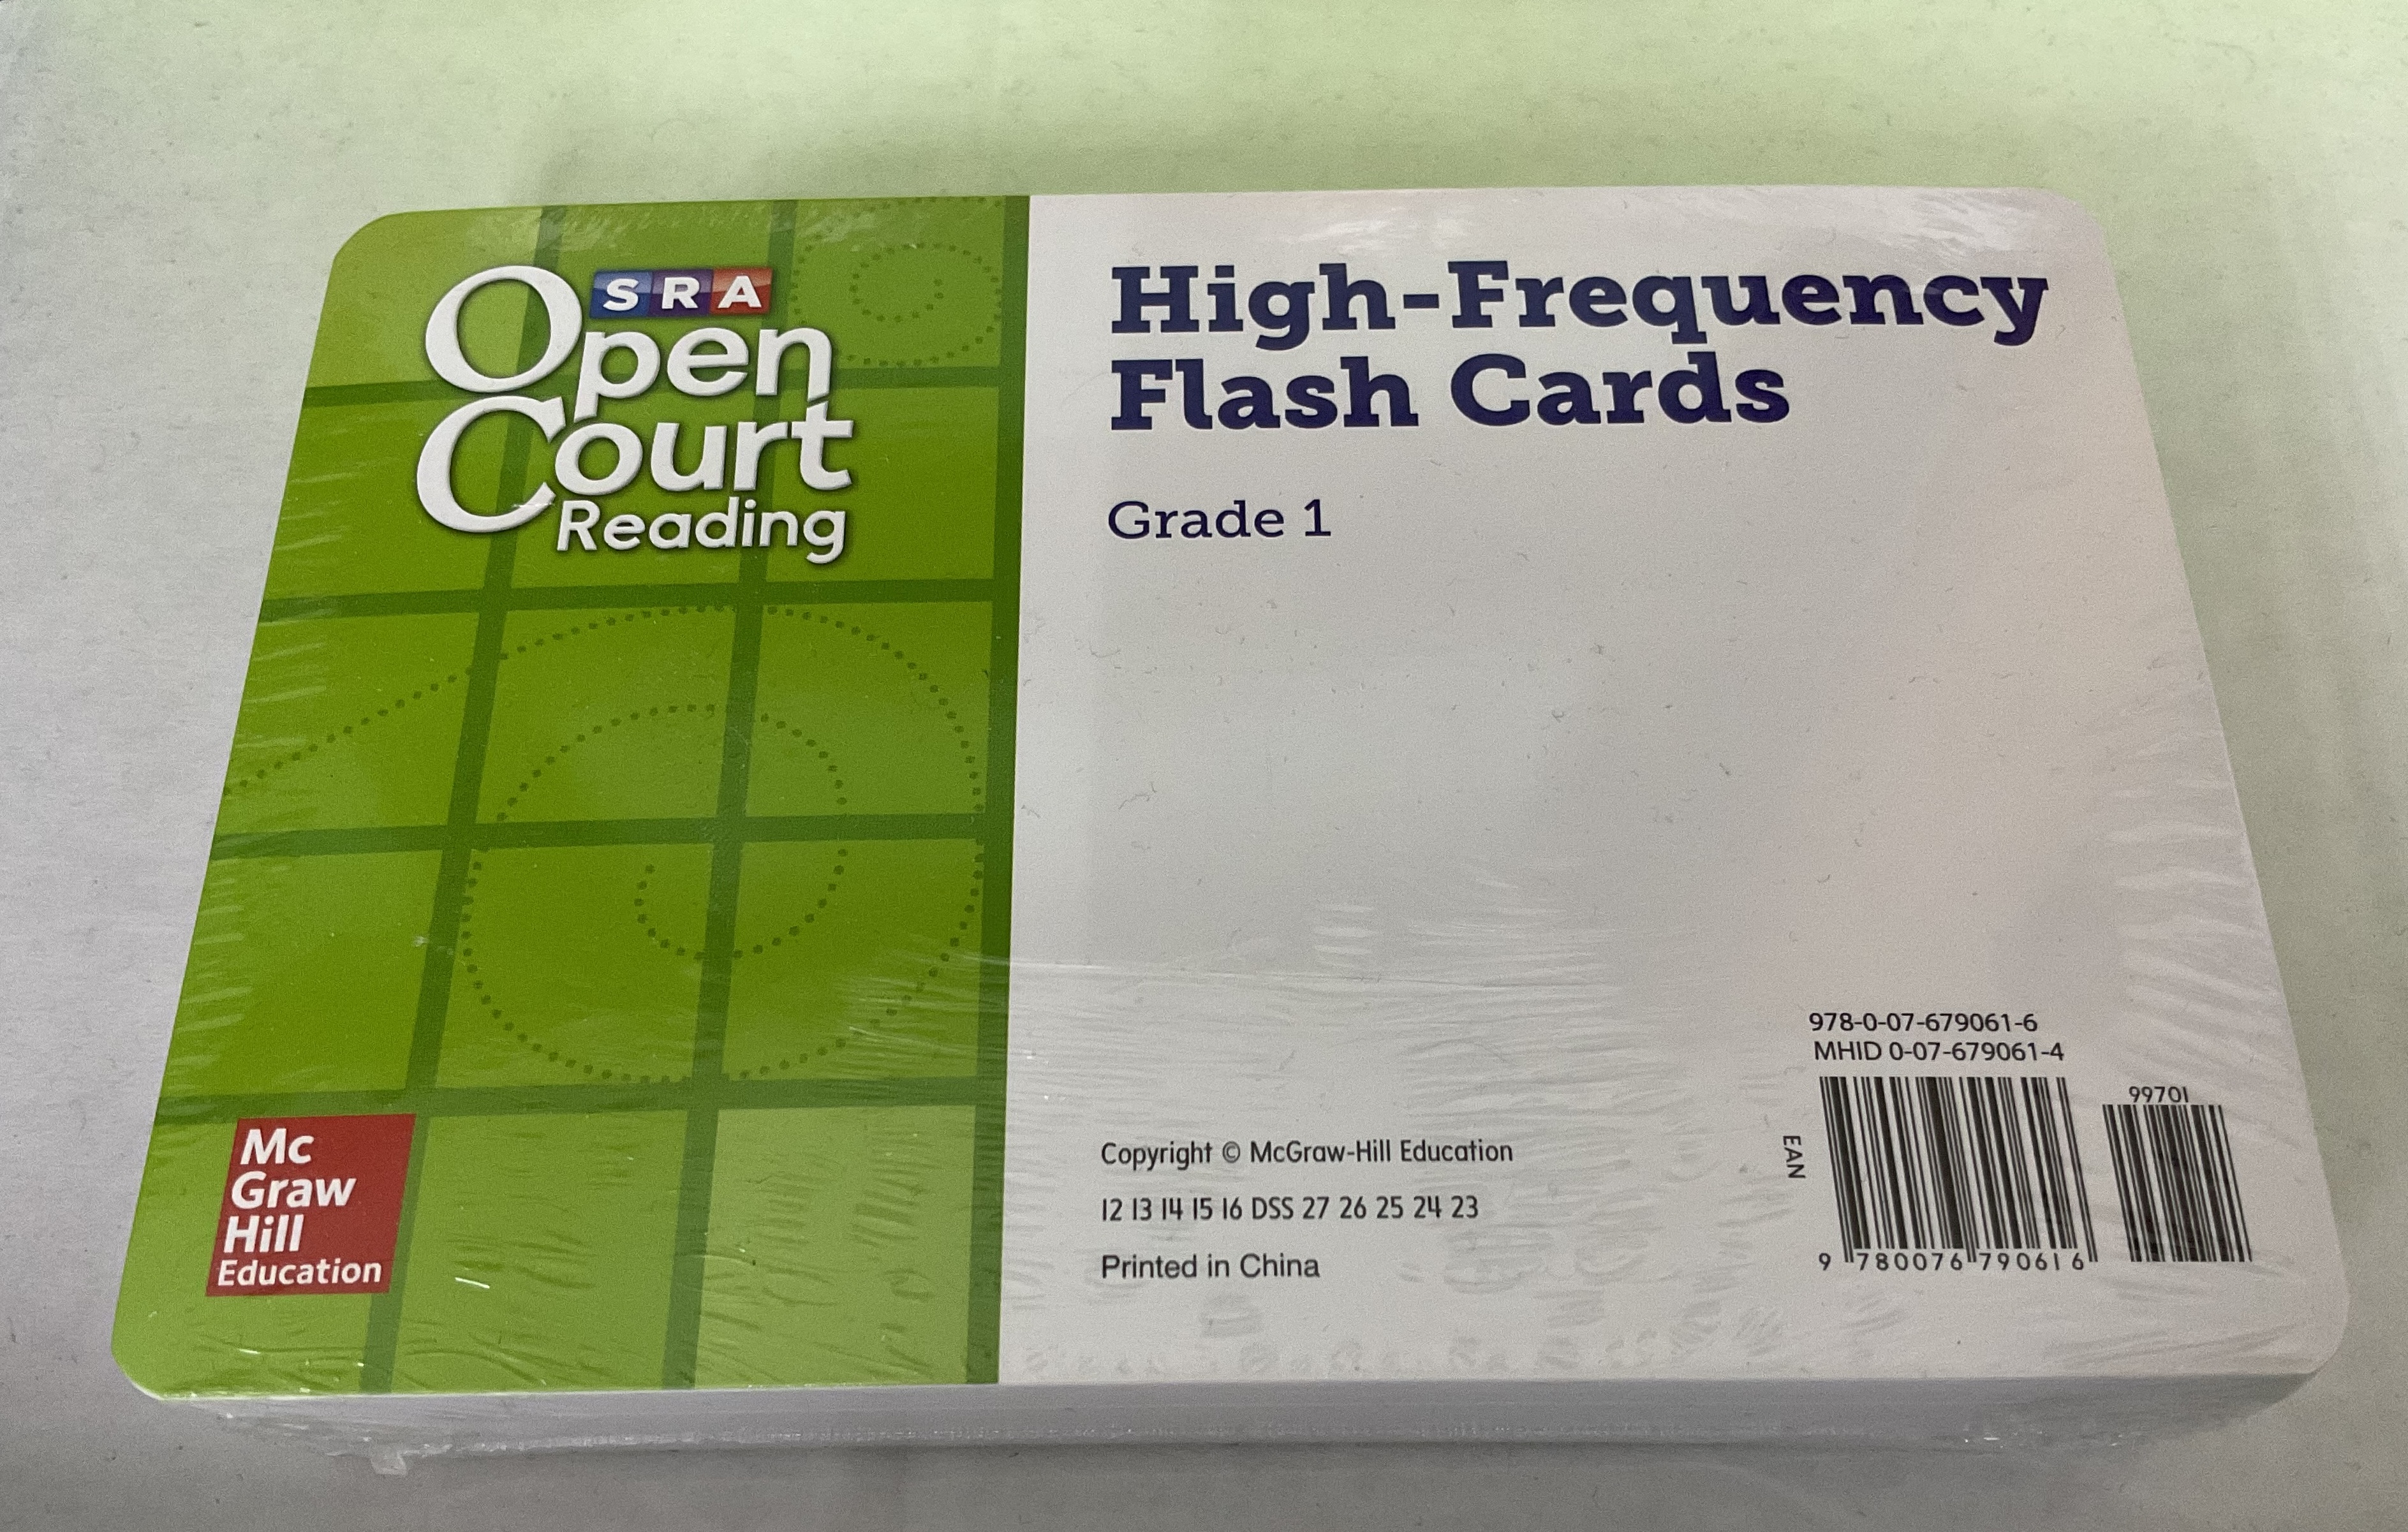 SRA
Open
Court
Reading
High-Frequency
Flash Cards
Grade 1
Mc
Graw
Hill
Education
Copyright © McGraw-Hill Education
12 13 14 15 16 DSS 27 26 25 24 23
Printed in China
978-0-07-679061-6
MHID 0-07-679061-4
99701
EAN
9 780076 790616